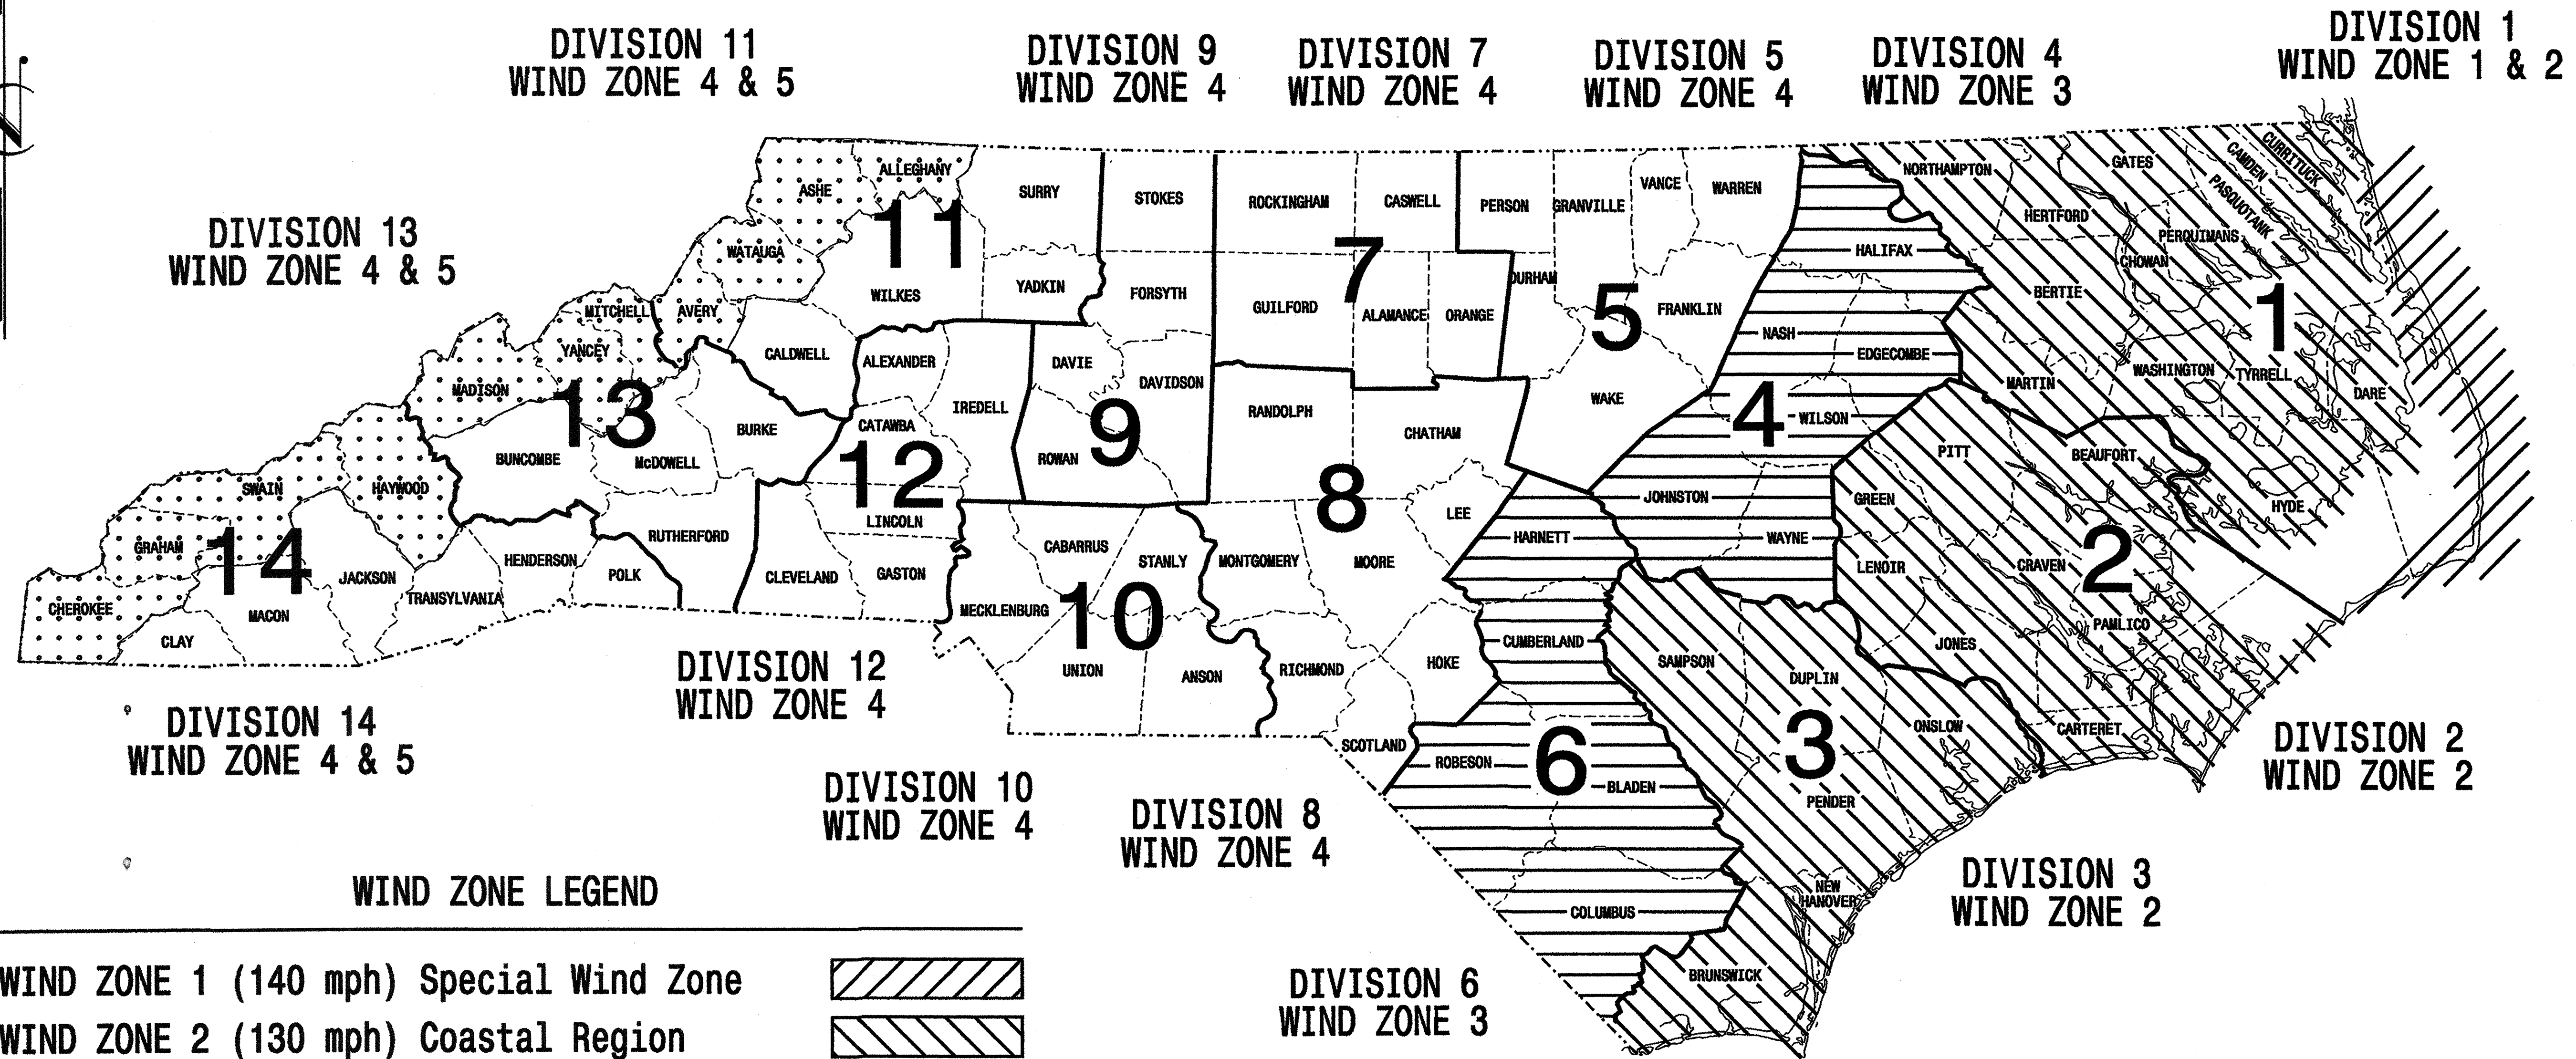 DIVISION 11
WIND ZONE 4 & 5
DIVISION 9
WIND ZONE 4
DIVISION 7
WIND ZONE 4
DIVISION 5
WIND ZONE 4
DIVISION 4
WIND ZONE 3
DIVISION 1
WIND ZONE 1 & 2
DIVISION 13
WIND ZONE 4 & 5
ASHE
ALLEGHANY
11
WATAUGA
WILKES
SURRY
YADKIN
STOKES
FORSYTH
ROCKINGHAM
CASWELL
7
GUILFORD
ALAMANCE
ORANGE
PERSON
GRANVILLE
VANCE
WARREN
DURHAM
5
FRANKLIN
WAKE
NORTHAMPTON
HALIFAX
NASH
EDGECOMBE
4
WILSON
JOHNSTON
WAYNE
GATES
CAMDEN
CURRITUCK
PASQUOTANK
HERTFORD
PERQUIMANS
CHOWAN
BERTIE
1
MARTIN
WASHINGTON
TYRRELL
DARE
HYDE
MITCHELL
AVERY
YANCEY
MADISON
13
BUNCOMBE
McDOWELL
BURKE
CALDWELL
ALEXANDER
IREDELL
CATAWBA
12
LINCOLN
CLEVELAND
GASTON
DAVIE
DAVIDSON
9
ROWAN
RANDOLPH
CHATHAM
8
LEE
MONTGOMERY
MOORE
RICHMOND
HOKE
SCOTLAND
SWAIN
HAYWOOD
GRAHAM
14
JACKSON
CHEROKEE
MACON
CLAY
TRANSYLVANIA
HENDERSON
POLK
RUTHERFORD
CABARRUS
STANLY
MECKLENBURG
10
UNION
ANSON
HARNETT
CUMBERLAND
ROBESON
6
BLADEN
COLUMBUS
PITT
BEAUFORT
GREEN
2
LENOIR
CRAVEN
PAMLICO
JONES
CARTERET
SAMPSON
DUPLIN
3
ONSLOW
PENDER
NEW
HANOVER
BRUNSWICK
DIVISION 12
WIND ZONE 4
DIVISION 14
WIND ZONE 4 & 5
DIVISION 10
WIND ZONE 4
DIVISION 8
WIND ZONE 4
DIVISION 2
WIND ZONE 2
DIVISION 3
WIND ZONE 2
DIVISION 6
WIND ZONE 3
WIND ZONE LEGEND
WIND ZONE 1 (140 mph) Special Wind Zone
WIND ZONE 2 (130 mph) Coastal Region